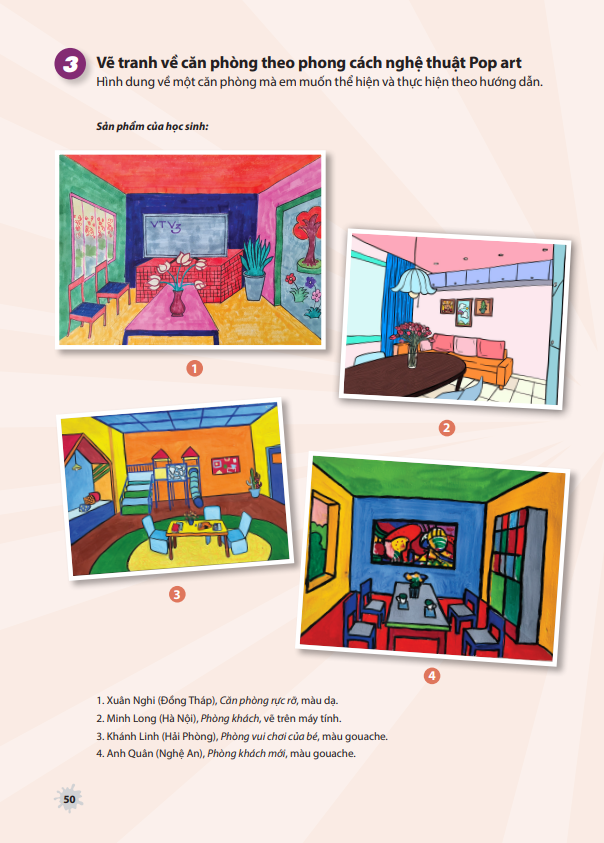 3
Vẽ tranh về căn phòng theo phong cách nghệ thuật Pop art
Hình dung về một căn phòng mà em muốn thể hiện và thực hiện theo hướng dẫn.
Sản phẩm của học sinh:
VTV3
1
2
3
4
1. Xuân Nghi (Đồng Tháp), Căn phòng rực rỡ, màu dạ.
2. Minh Long (Hà Nội), Phòng khách, vẽ trên máy tính.
3. Khánh Linh (Hải Phòng), Phòng vui chơi của bé, màu gouache.
4. Anh Quân (Nghệ An), Phòng khách mới, màu gouache.
50